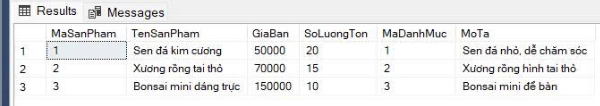 Results Messages
MaSanPham TenSanPham GiaBan SoLuongTon MaDanhMuc MoTa
1 1 Sen đá kim cương 50000 20 1 Sen đá nhỏ, dễ chăm sóc
2 2 Xương rồng tai thỏ 70000 15 2 Xương rồng hình tai thỏ
3 3 Bonsai mini dáng trực 150000 10 3 Bonsai mini để bàn